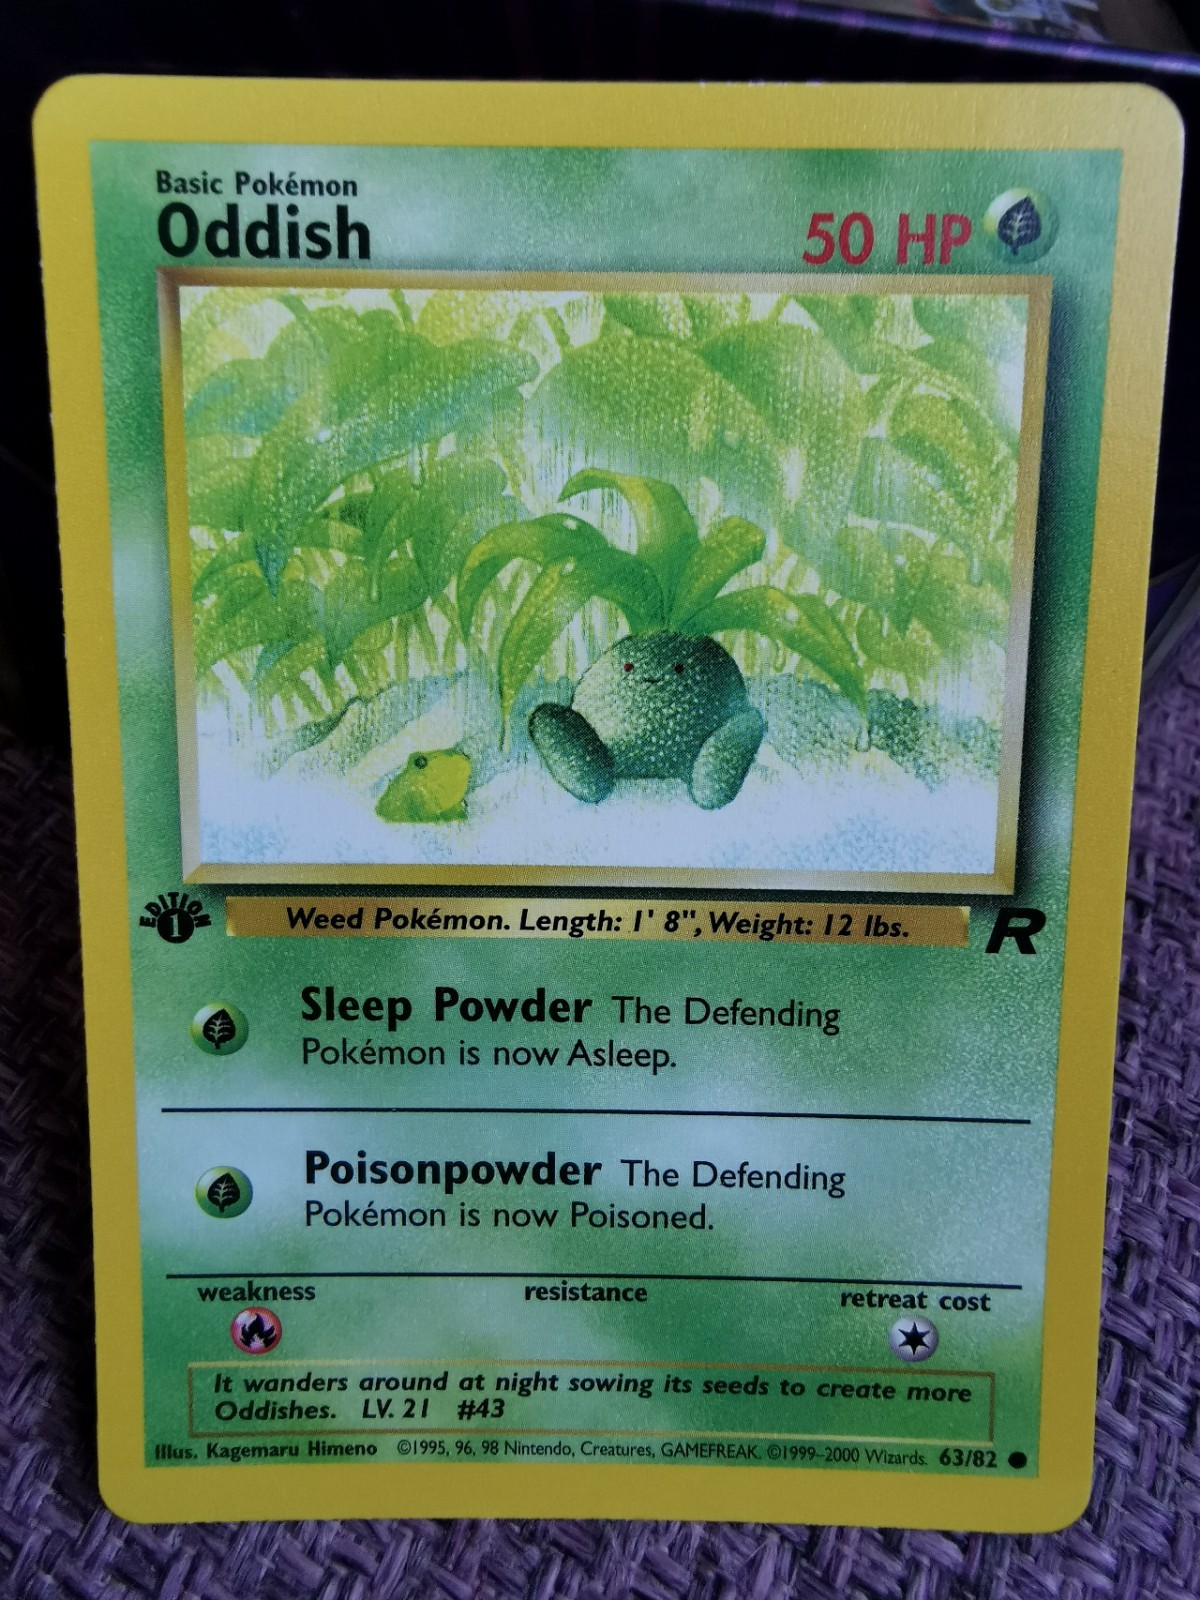 Basic Pokémon
Oddish
50 HP
EDITION
1
Weed Pokémon. Length: 1' 8", Weight: 12 lbs.
R
Sleep Powder The Defending
Pokémon is now Asleep.
Poisonpowder The Defending
Pokémon is now Poisoned.
weakness resistance retreat cost
It wanders around at night sowing its seeds to create more
Oddishes. LV. 21 #43
Illus. Kagemaru Himeno ©1995, 96, 98 Nintendo, Creatures, GAMEFREAK. ©1999–2000 Wizards. 63/82